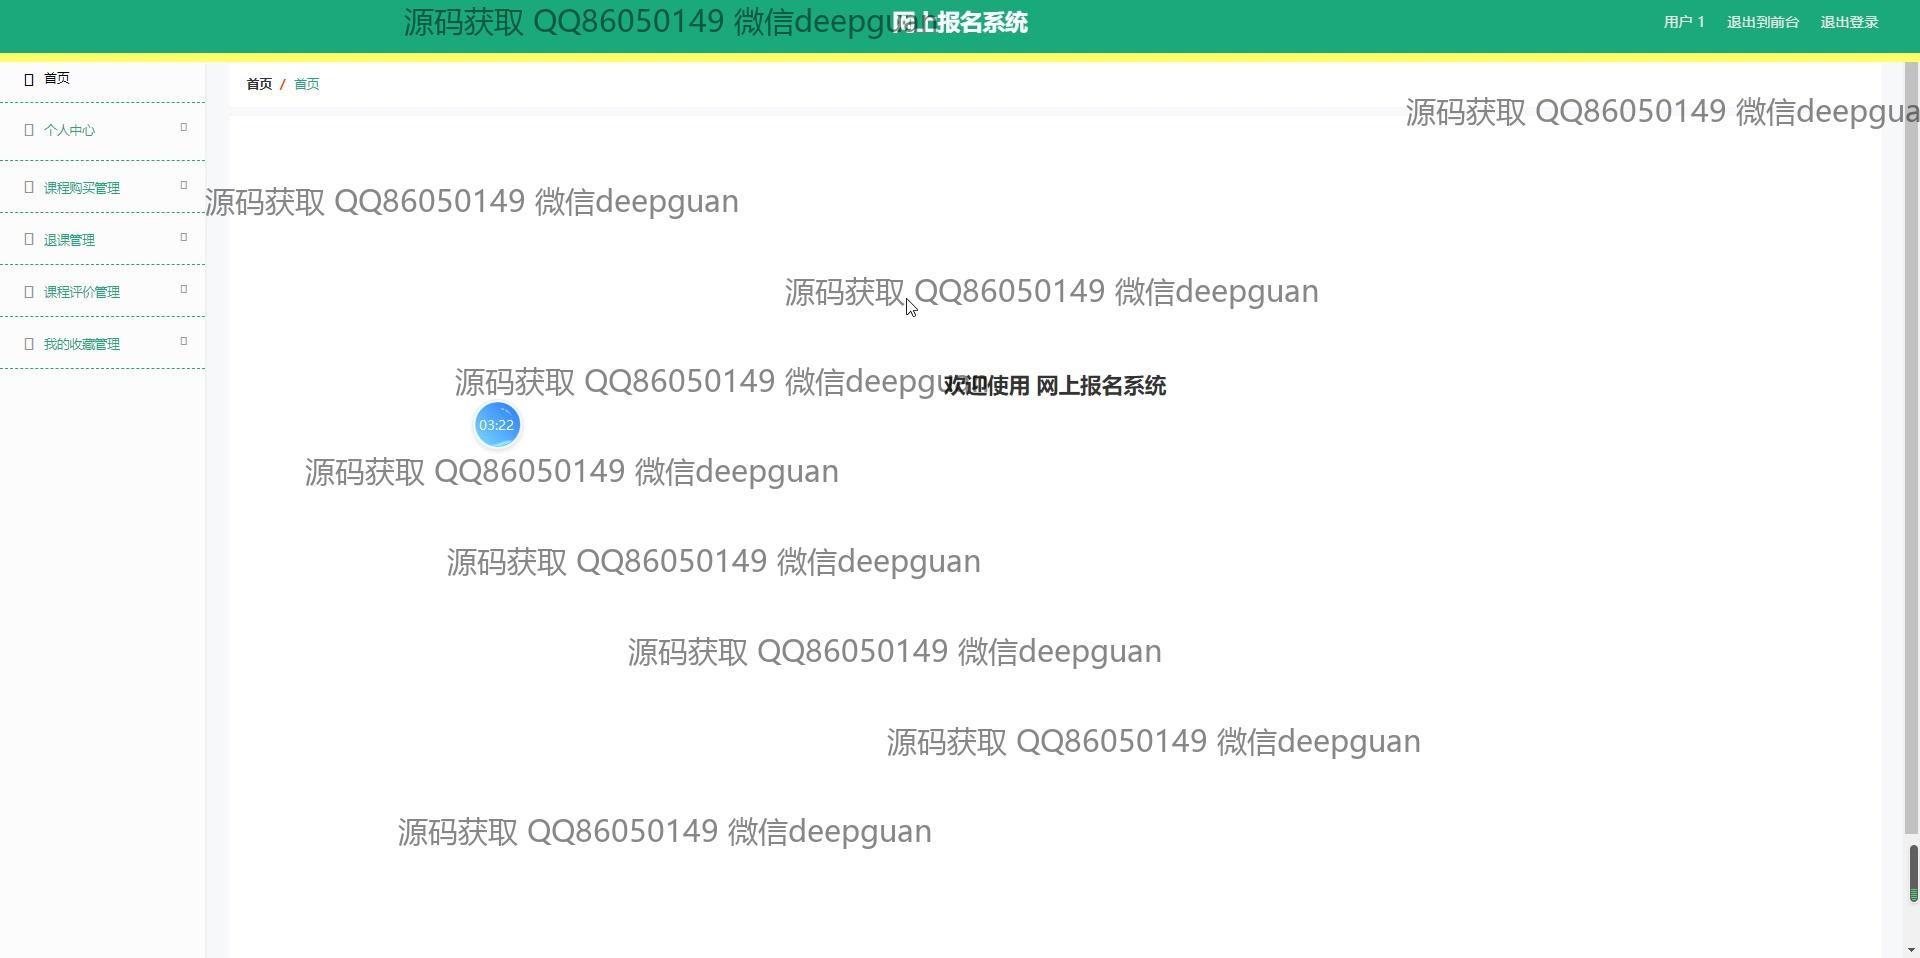 源码获取 QQ86050149 微信deepguan
网上报名系统
用户 1
退出到前台
退出登录
首页
首页 / 首页
源码获取 QQ86050149 微信deepgua
个人中心
课程购买管理
源码获取 QQ86050149 微信deepguan
退课管理
课程评价管理
源码获取 QQ86050149 微信deepguan
我的收藏管理
源码获取 QQ86050149 微信deepguan
欢迎使用 网上报名系统
03:22
源码获取 QQ86050149 微信deepguan
源码获取 QQ86050149 微信deepguan
源码获取 QQ86050149 微信deepguan
源码获取 QQ86050149 微信deepguan
源码获取 QQ86050149 微信deepguan